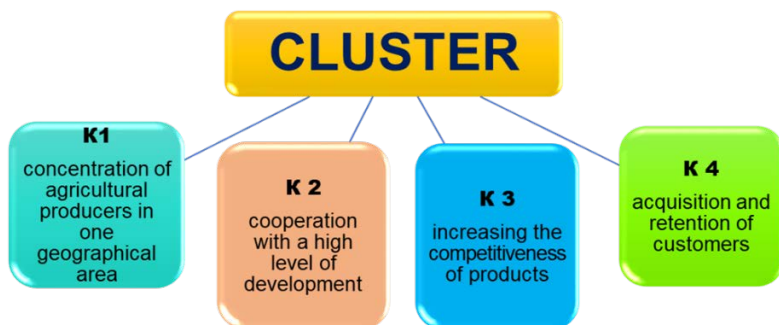 CLUSTER
K1
concentration of
agricultural
producers in
one
geographical
area
K 2
cooperation
with a high
level of
development
K 3
increasing the
competitiveness
of products
K 4
acquisition and
retention of
customers